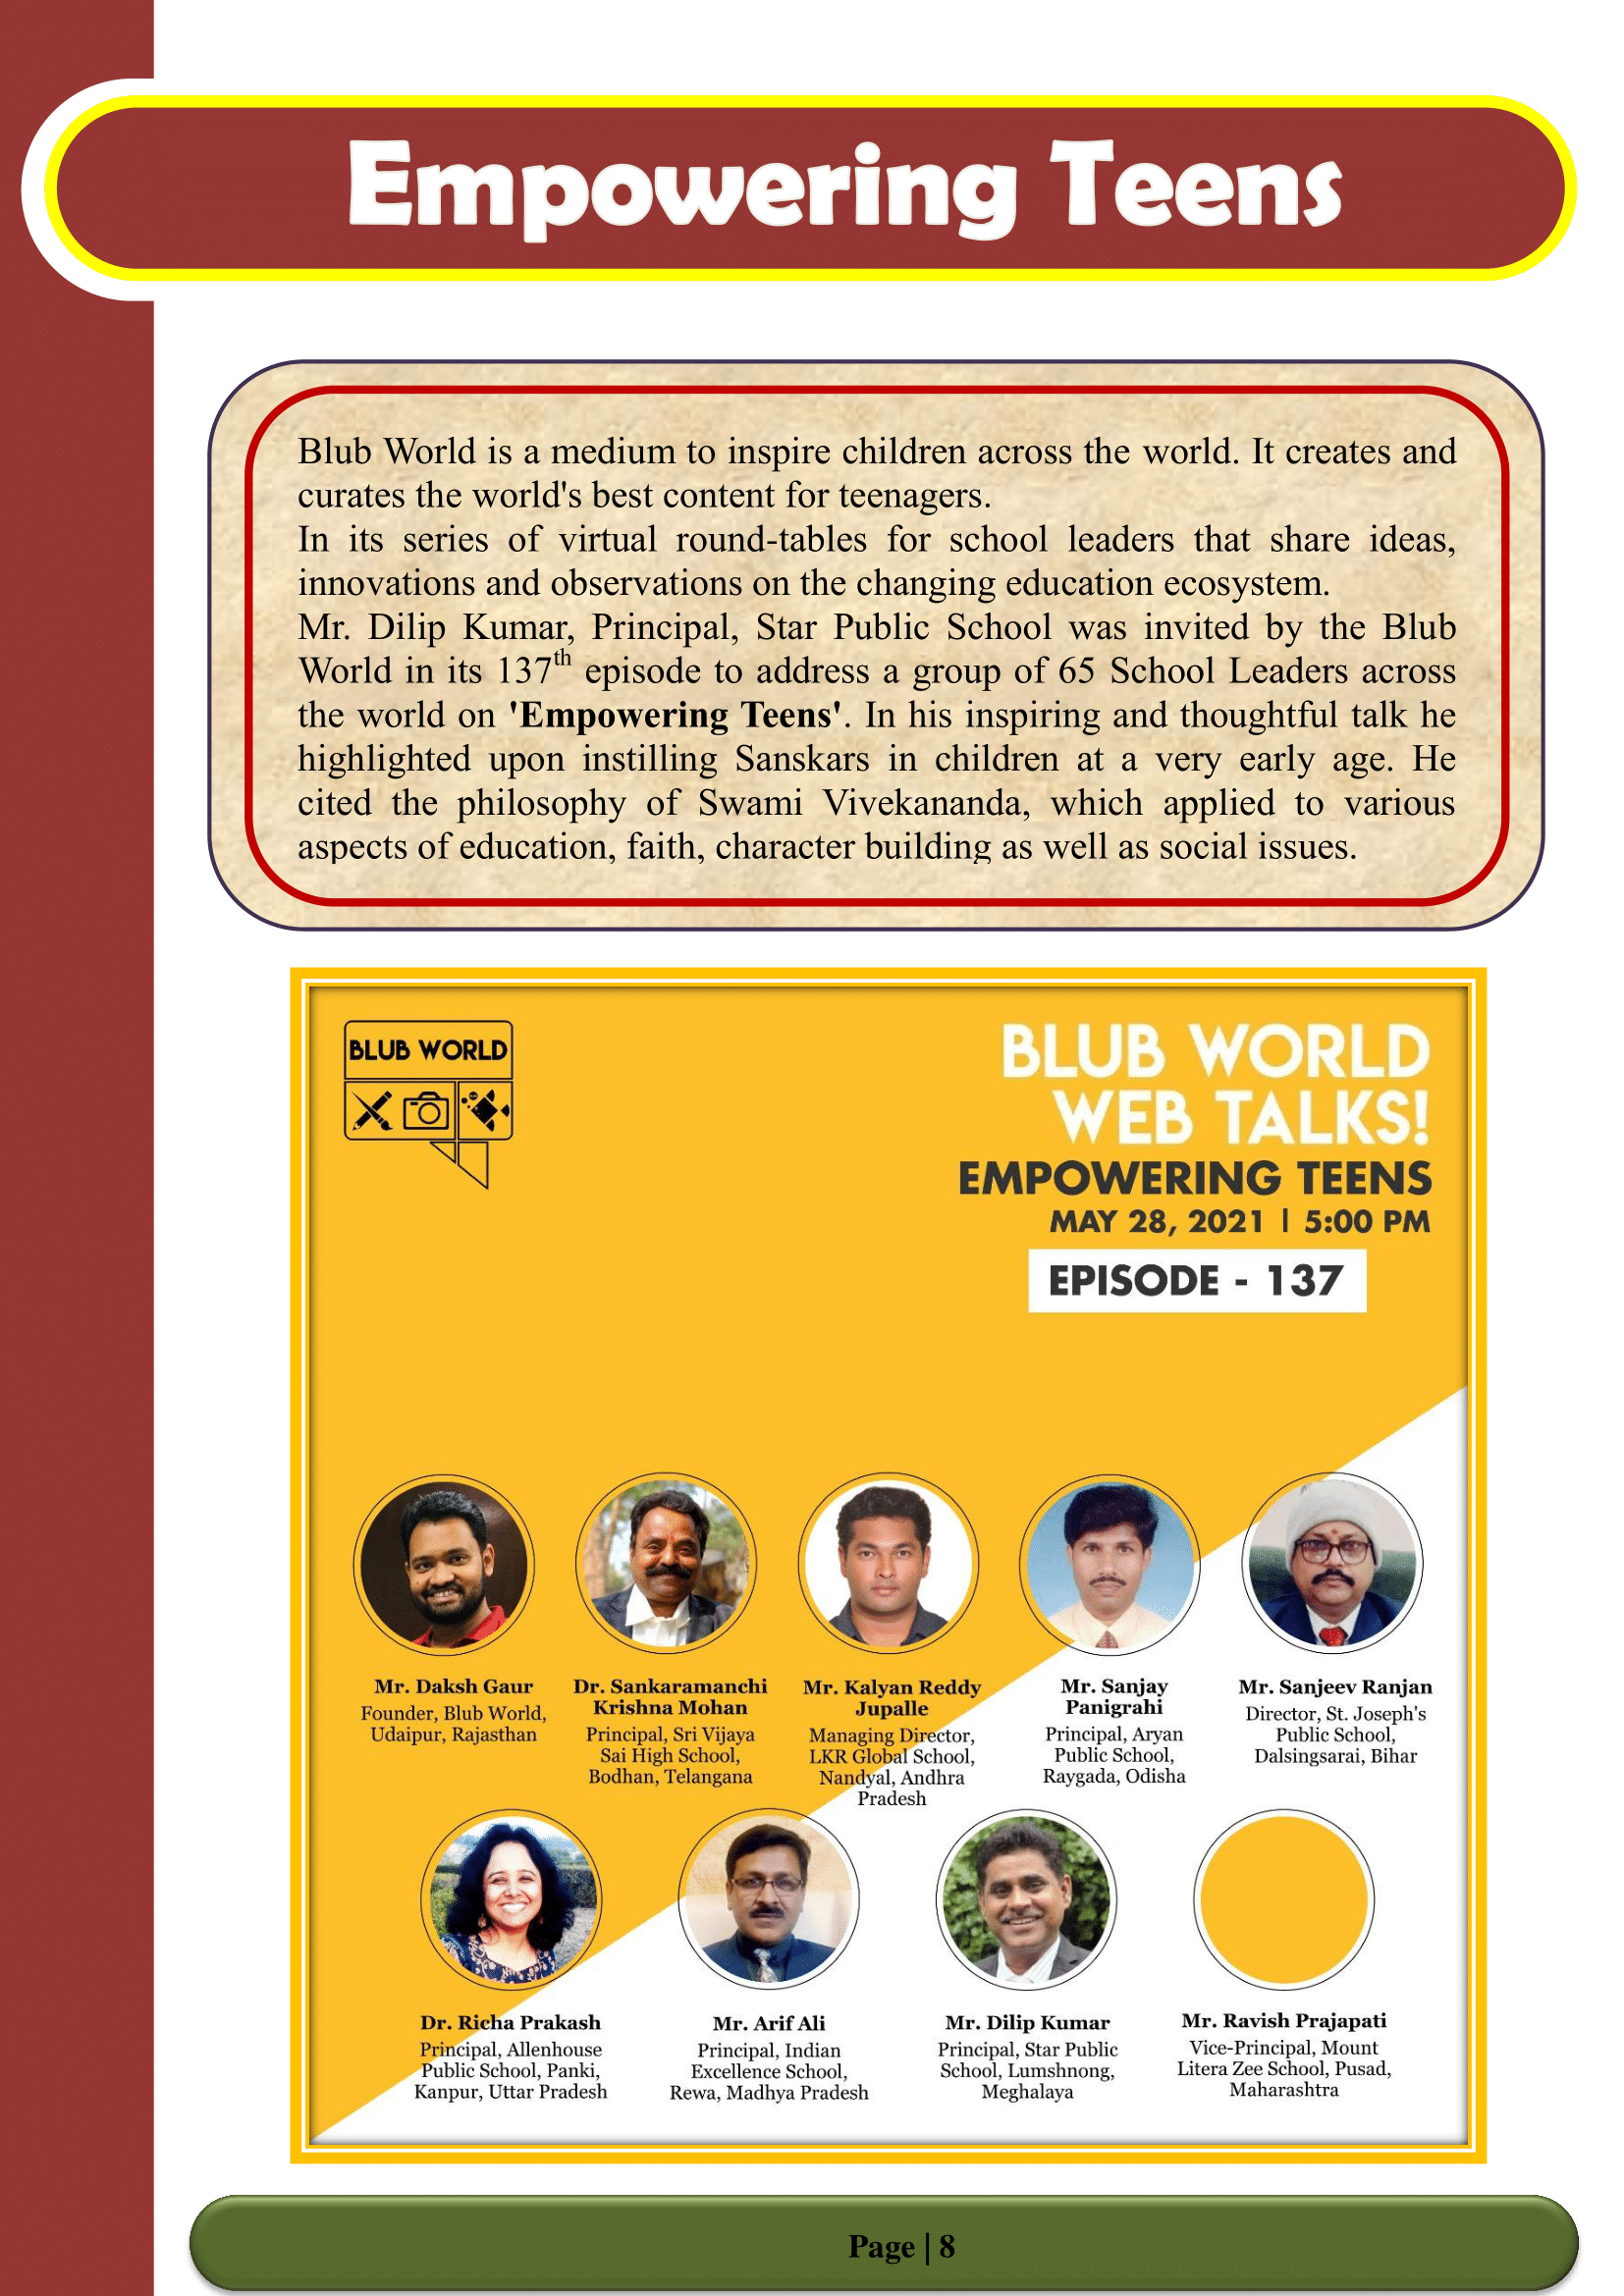 Empowering Teens
Blub World is a medium to inspire children across the world. It creates and
curates the world's best content for teenagers.
In its series of virtual round-tables for school leaders that share ideas,
innovations and observations on the changing education ecosystem.
Mr. Dilip Kumar, Principal, Star Public School was invited by the Blub
World in its 137th episode to address a group of 65 School Leaders across
the world on 'Empowering Teens'. In his inspiring and thoughtful talk he
highlighted upon instilling Sanskars in children at a very early age. He
cited the philosophy of Swami Vivekananda, which applied to various
aspects of education, faith, character building as well as social issues.
BLUB WORLD
BLUB WORLD
WEB TALKS!
EMPOWERING TEENS
MAY 28, 2021 | 5:00 PM
EPISODE - 137
Mr. Daksh Gaur
Founder, Blub World,
Udaipur, Rajasthan
Dr. Sankaramanchi
Krishna Mohan
Principal, Sri Vijaya
Sai High School,
Bodhan, Telangana
Mr. Kalyan Reddy
Jupalle
Managing Director,
LKR Global School,
Nandyal, Andhra
Pradesh
Mr. Sanjay
Panigrahi
Principal, Aryan
Public School,
Raygada, Odisha
Mr. Sanjeev Ranjan
Director, St. Joseph's
Public School,
Dalsingsarai, Bihar
Dr. Richa Prakash
Principal, Allenhouse
Public School, Panki,
Kanpur, Uttar Pradesh
Mr. Arif Ali
Principal, Indian
Excellence School,
Rewa, Madhya Pradesh
Mr. Dilip Kumar
Principal, Star Public
School, Lumshnong,
Meghalaya
Mr. Ravish Prajapati
Vice-Principal, Mount
Litera Zee School, Pusad,
Maharashtra
Page | 8